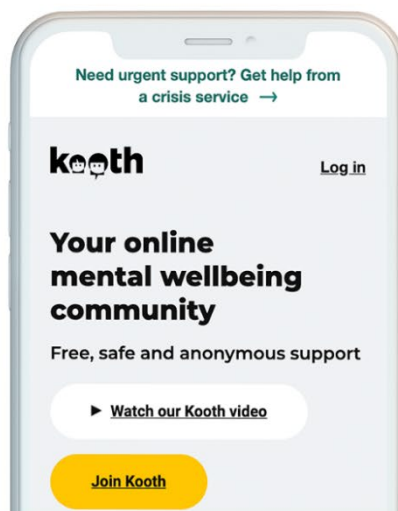 Need urgent support? Get help from
a crisis service →
kooth
Log in
Your online
mental wellbeing
community
Free, safe and anonymous support
► Watch our Kooth video
Join Kooth